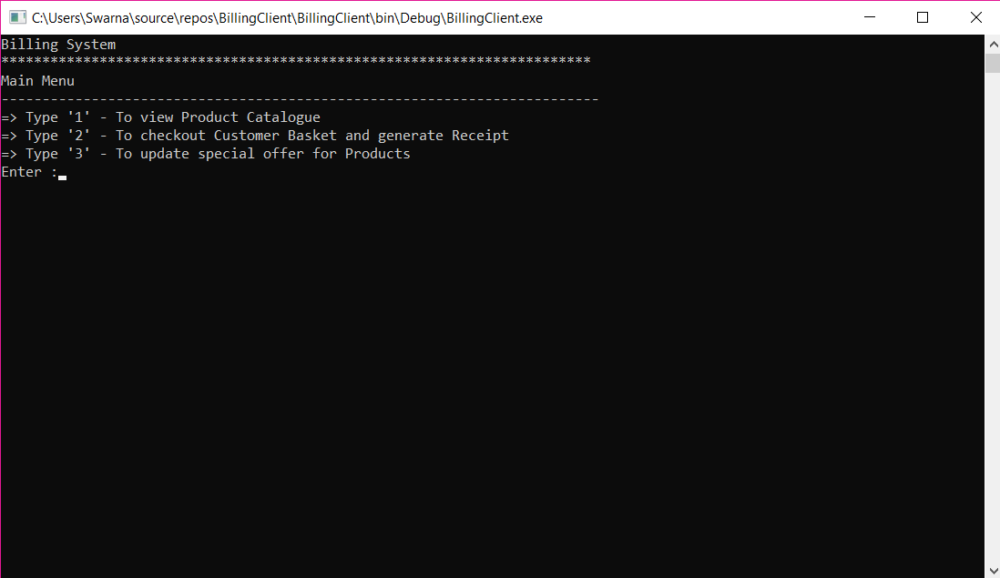 C:\Users\Swarna\source\repos\BillingClient\BillingClient\bin\Debug\BillingClient.exe
Billing System
************************************************************************
Main Menu
-------------------------------------------------------------------------
=> Type '1' - To view Product Catalogue
=> Type '2' - To checkout Customer Basket and generate Receipt
=> Type '3' - To update special offer for Products
Enter :